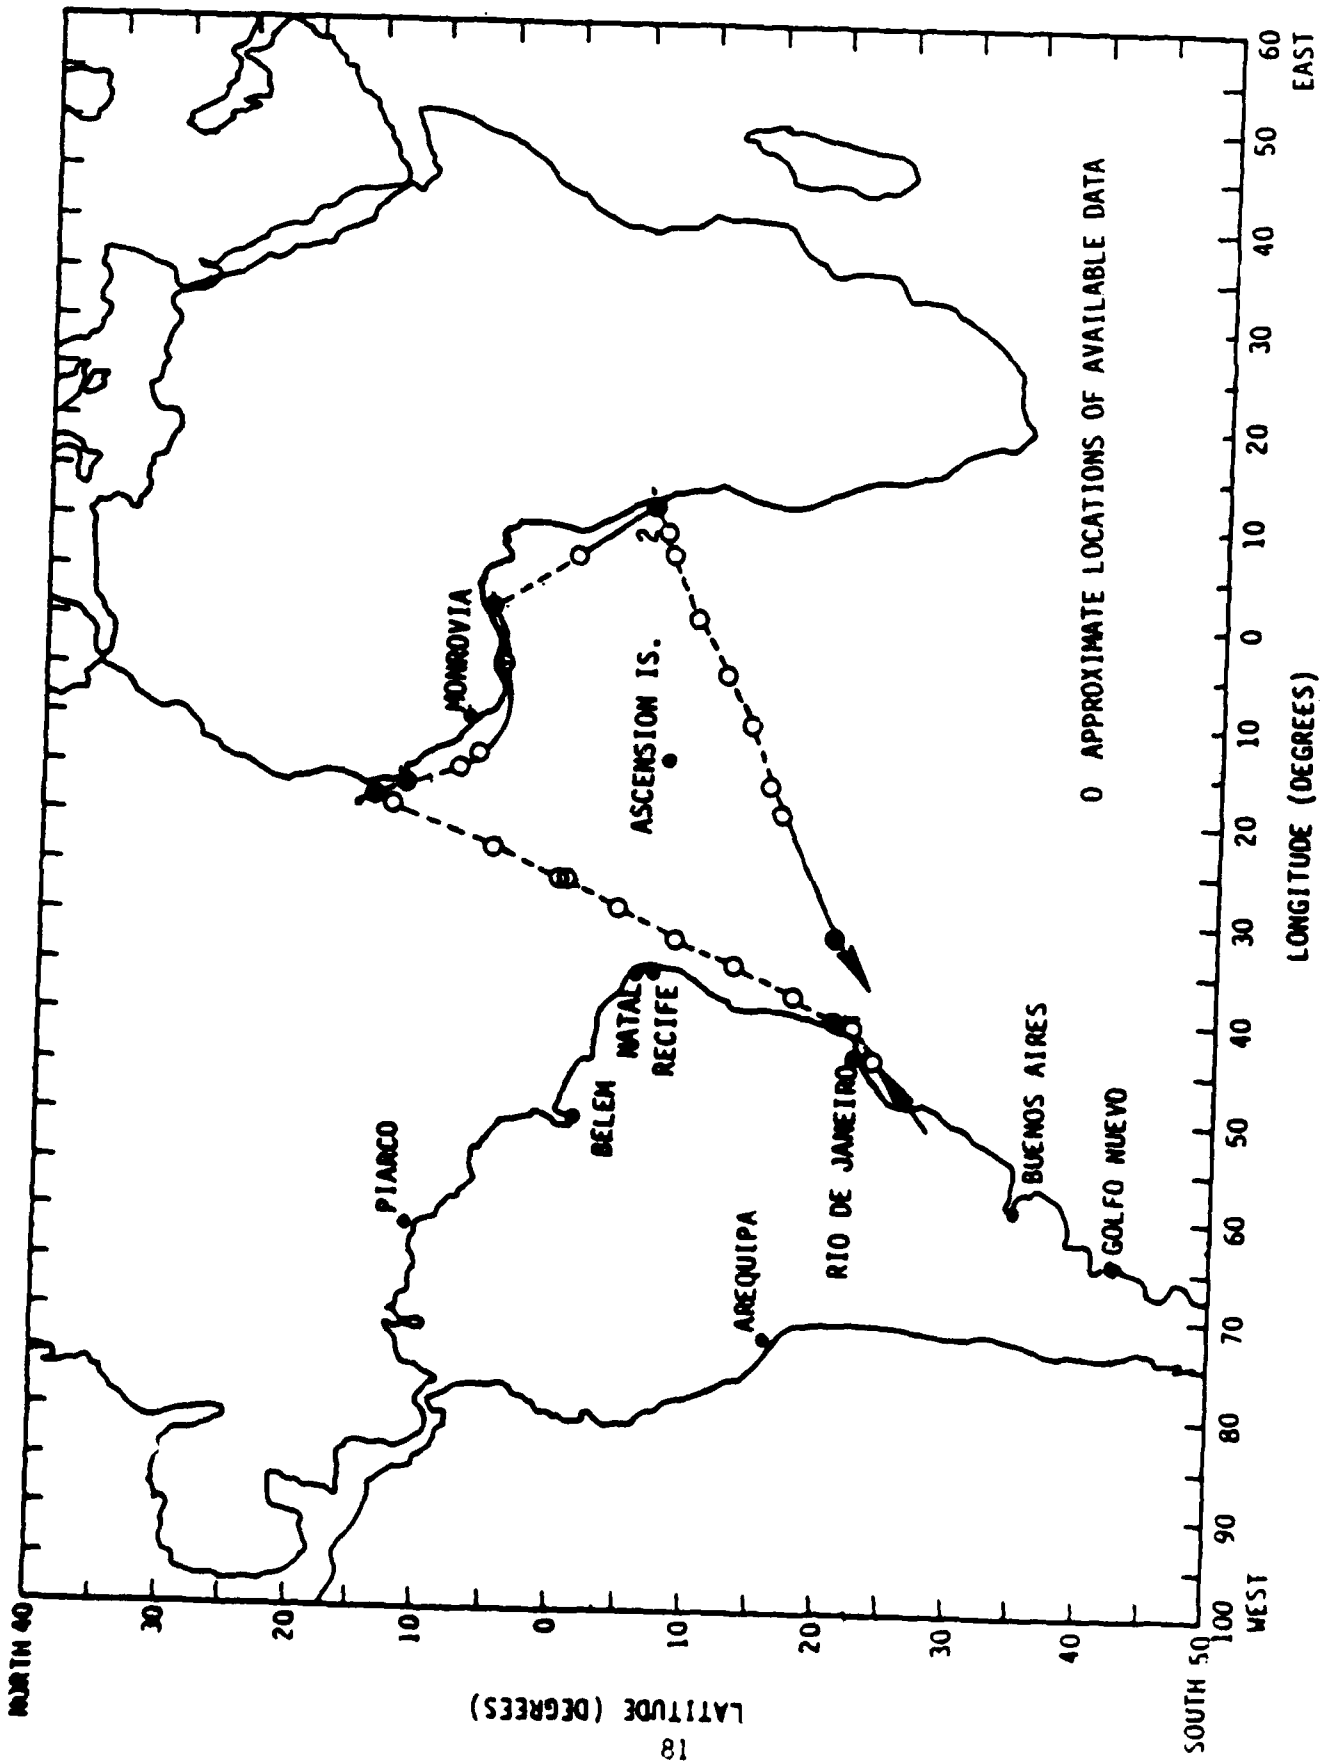 NORTH 40
30
20
10
0
10
20
30
40
SOUTH 50
LATITUDE (DEGREES)
100
90
80
70
60
50
40
30
20
10
0
10
20
30
40
50
60
WEST
EAST
LONGITUDE (DEGREES)
PIARCO
BELEM
NATAL
RECIFE
AREQUIPA
RIO DE JANEIRO
BUENOS AIRES
GOLFO NUEVO
MONROVIA
ASCENSION IS.
2
O APPROXIMATE LOCATIONS OF AVAILABLE DATA
81